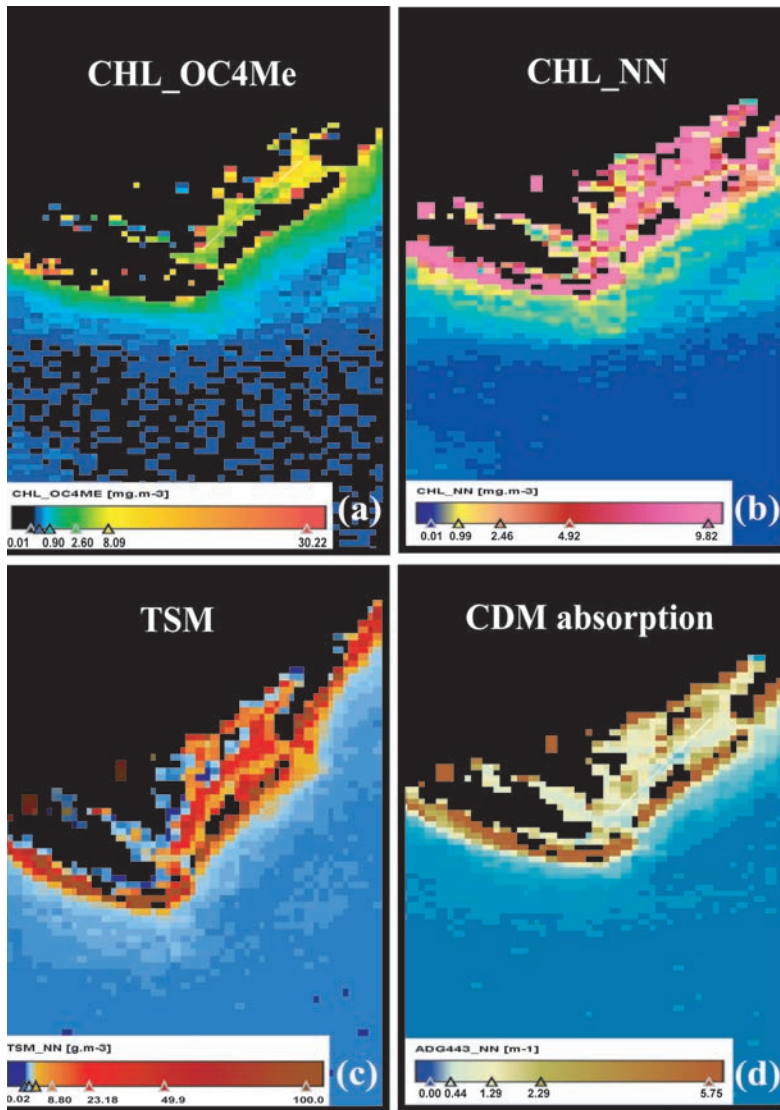 CHL_OC4Me
CHL_OC4ME [mg.m-3]
0.01 0.90 2.60 8.09 30.22
(a)
CHL_NN
CHL_NN [mg.m-3]
0.01 0.99 2.46 4.92 9.82
(b)
TSM
TSM_NN [g.m-3]
0.02 8.80 23.18 49.9 100.0
(c)
CDM absorption
ADG443_NN [m-1]
0.00 0.44 1.29 2.29 5.75
(d)